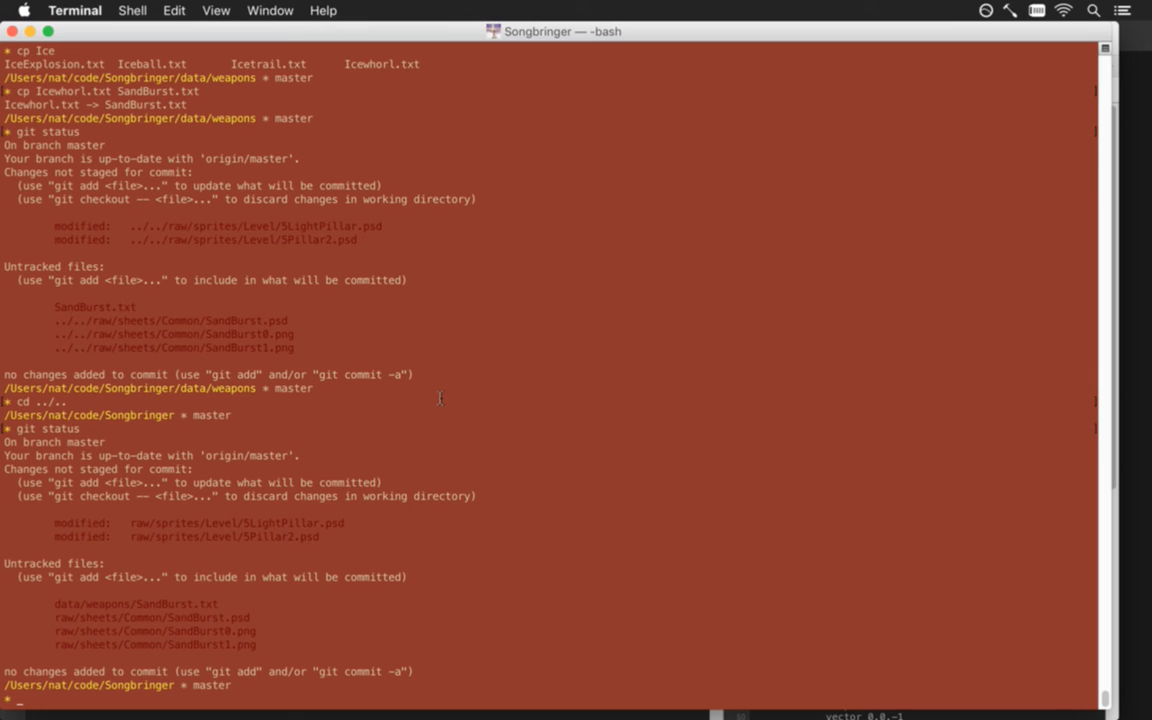 Terminal Shell Edit View Window Help
Songbringer — -bash
* cp Ice
IceExplosion.txt Iceball.txt Icetrail.txt Icewhorl.txt
/Users/nat/code/Songbringer/data/weapons * master
* cp Icewhorl.txt SandBurst.txt
Icewhorl.txt -> SandBurst.txt
/Users/nat/code/Songbringer/data/weapons * master
* git status
On branch master
Your branch is up-to-date with 'origin/master'.
Changes not staged for commit:
(use "git add <file>..." to update what will be committed)
(use "git checkout -- <file>..." to discard changes in working directory)
modified: ../../raw/sprites/Level/5LightPillar.psd
modified: ../../raw/sprites/Level/5Pillar2.psd
Untracked files:
(use "git add <file>..." to include in what will be committed)
SandBurst.txt
../../raw/sheets/Common/SandBurst.psd
../../raw/sheets/Common/SandBurst0.png
../../raw/sheets/Common/SandBurst1.png
no changes added to commit (use "git add" and/or "git commit -a")
/Users/nat/code/Songbringer/data/weapons * master
* cd ../..
/Users/nat/code/Songbringer * master
* git status
On branch master
Your branch is up-to-date with 'origin/master'.
Changes not staged for commit:
(use "git add <file>..." to update what will be committed)
(use "git checkout -- <file>..." to discard changes in working directory)
modified: raw/sprites/Level/5LightPillar.psd
modified: raw/sprites/Level/5Pillar2.psd
Untracked files:
(use "git add <file>..." to include in what will be committed)
data/weapons/SandBurst.txt
raw/sheets/Common/SandBurst.psd
raw/sheets/Common/SandBurst0.png
raw/sheets/Common/SandBurst1.png
no changes added to commit (use "git add" and/or "git commit -a")
/Users/nat/code/Songbringer * master
* _
vector 0,0,-1